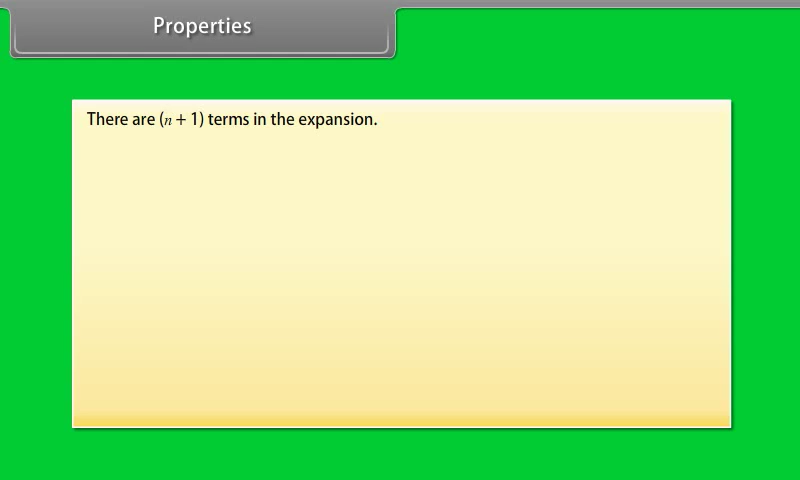 Properties
There are (n + 1) terms in the expansion.